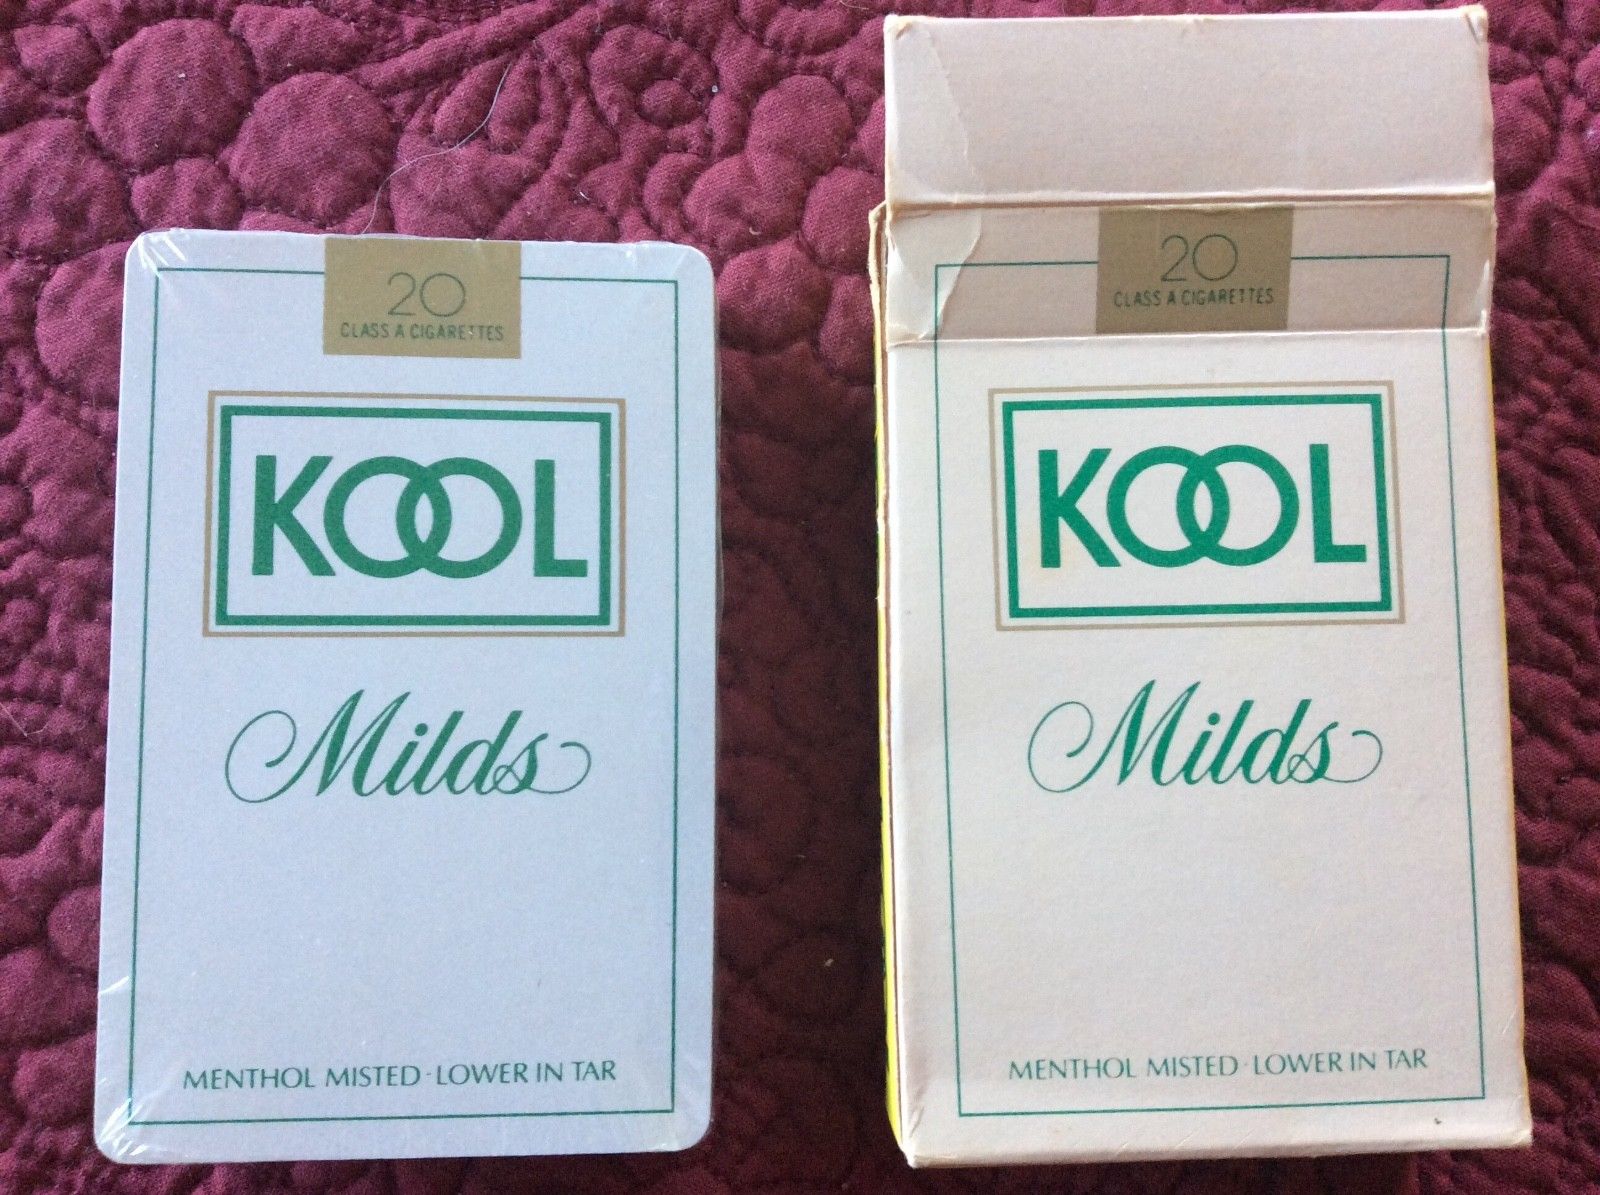 20
CLASS A CIGARETTES
KOOL
Milds
MENTHOL MISTED · LOWER IN TAR
20
CLASS A CIGARETTES
KOOL
Milds
MENTHOL MISTED · LOWER IN TAR